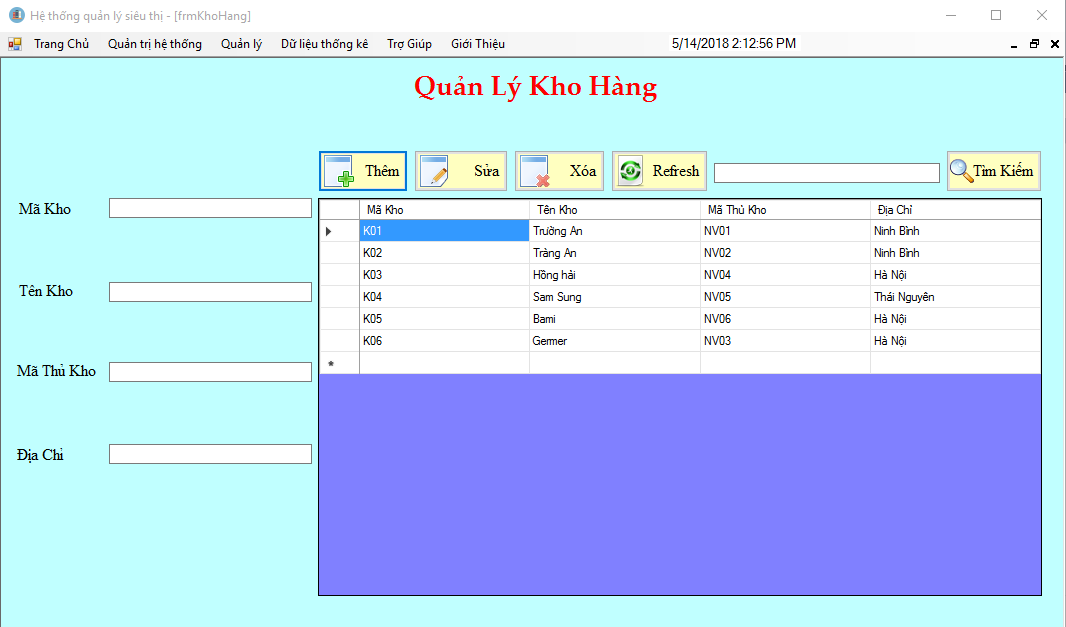 Hệ thống quản lý siêu thị - [frmKhoHang]
Trang Chủ Quản trị hệ thống Quản lý Dữ liệu thống kê Trợ Giúp Giới Thiệu 5/14/2018 2:12:56 PM
Quản Lý Kho Hàng
Thêm Sửa Xóa Refresh Tìm Kiếm
Mã Kho
Tên Kho
Mã Thủ Kho
Địa Chỉ
Mã Kho Tên Kho Mã Thủ Kho Địa Chỉ
K01 Trường An NV01 Ninh Bình
K02 Tràng An NV02 Ninh Bình
K03 Hồng hải NV04 Hà Nội
K04 Sam Sung NV05 Thái Nguyên
K05 Bami NV06 Hà Nội
K06 Germer NV03 Hà Nội